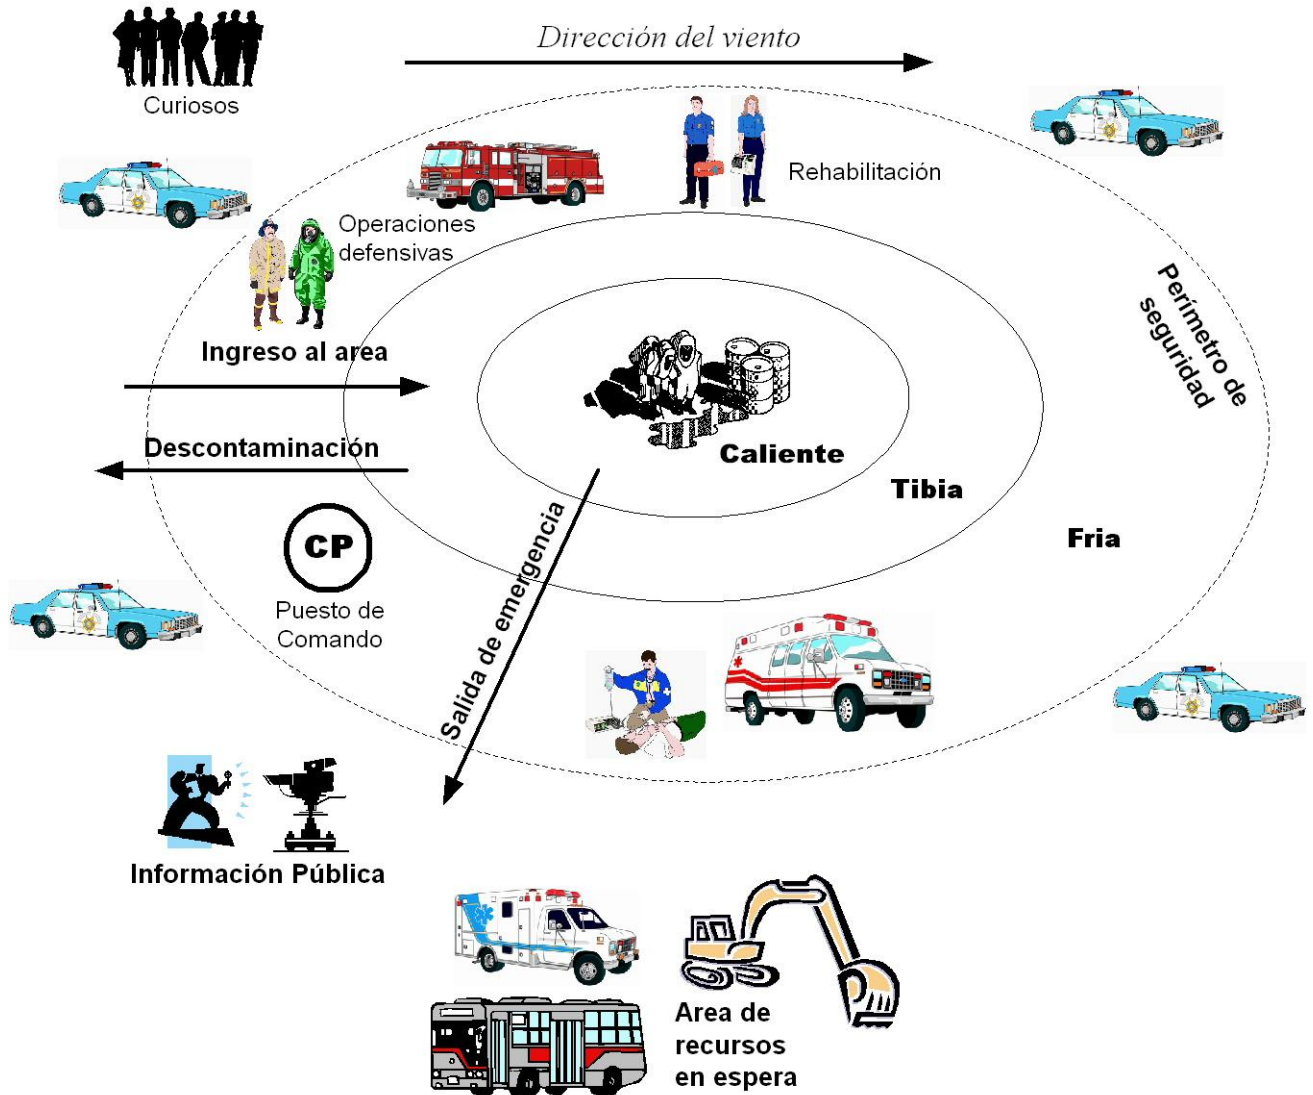 Dirección del viento
Curiosos
Rehabilitación
Operaciones
defensivas
Perímetro de
seguridad
Ingreso al area
Descontaminación
Caliente
Tibia
Fria
CP
Puesto de
Comando
Salida de emergencia
Información Pública
Area de
recursos
en espera